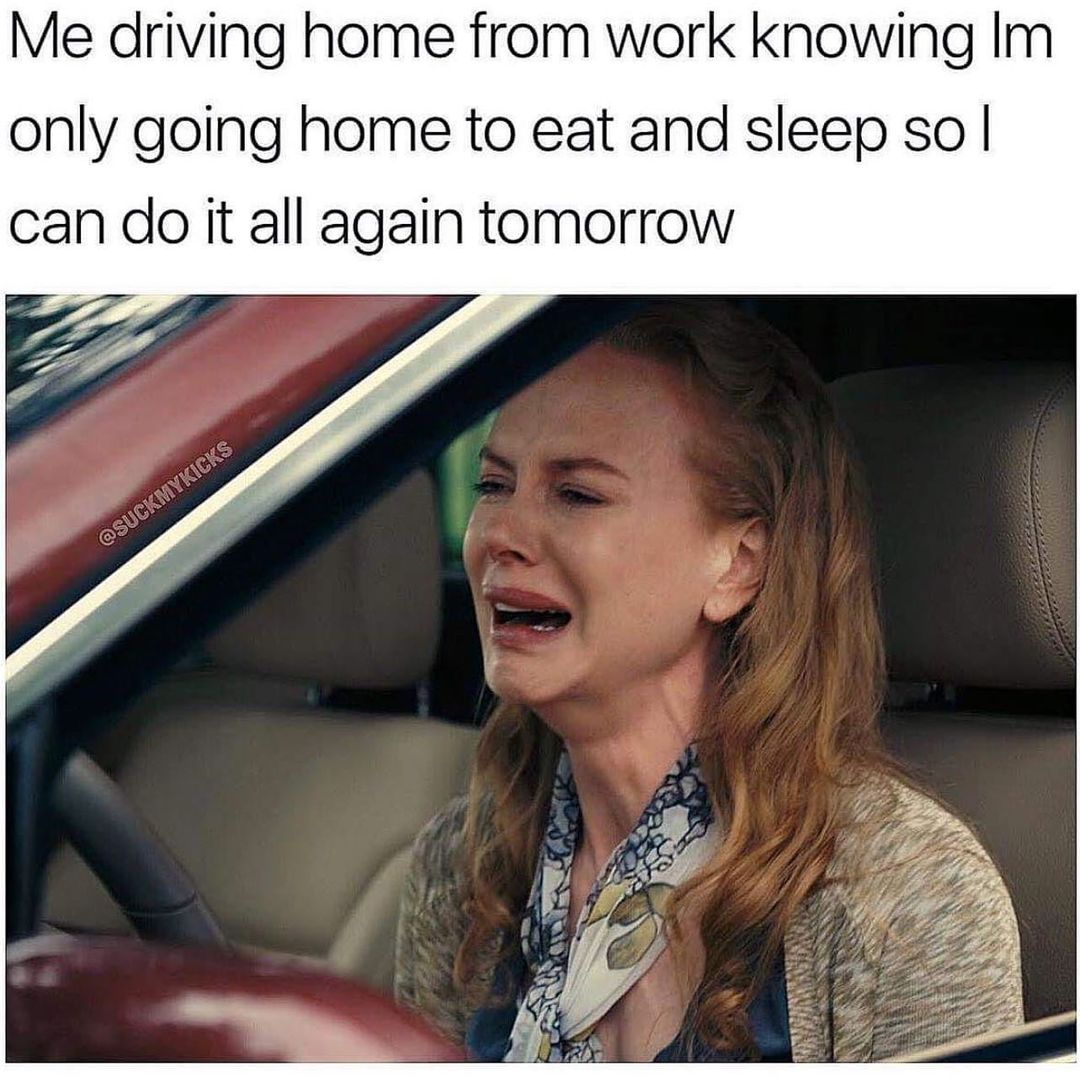 Me driving home from work knowing Im
only going home to eat and sleep so I
can do it all again tomorrow
@SUCKMYKICKS